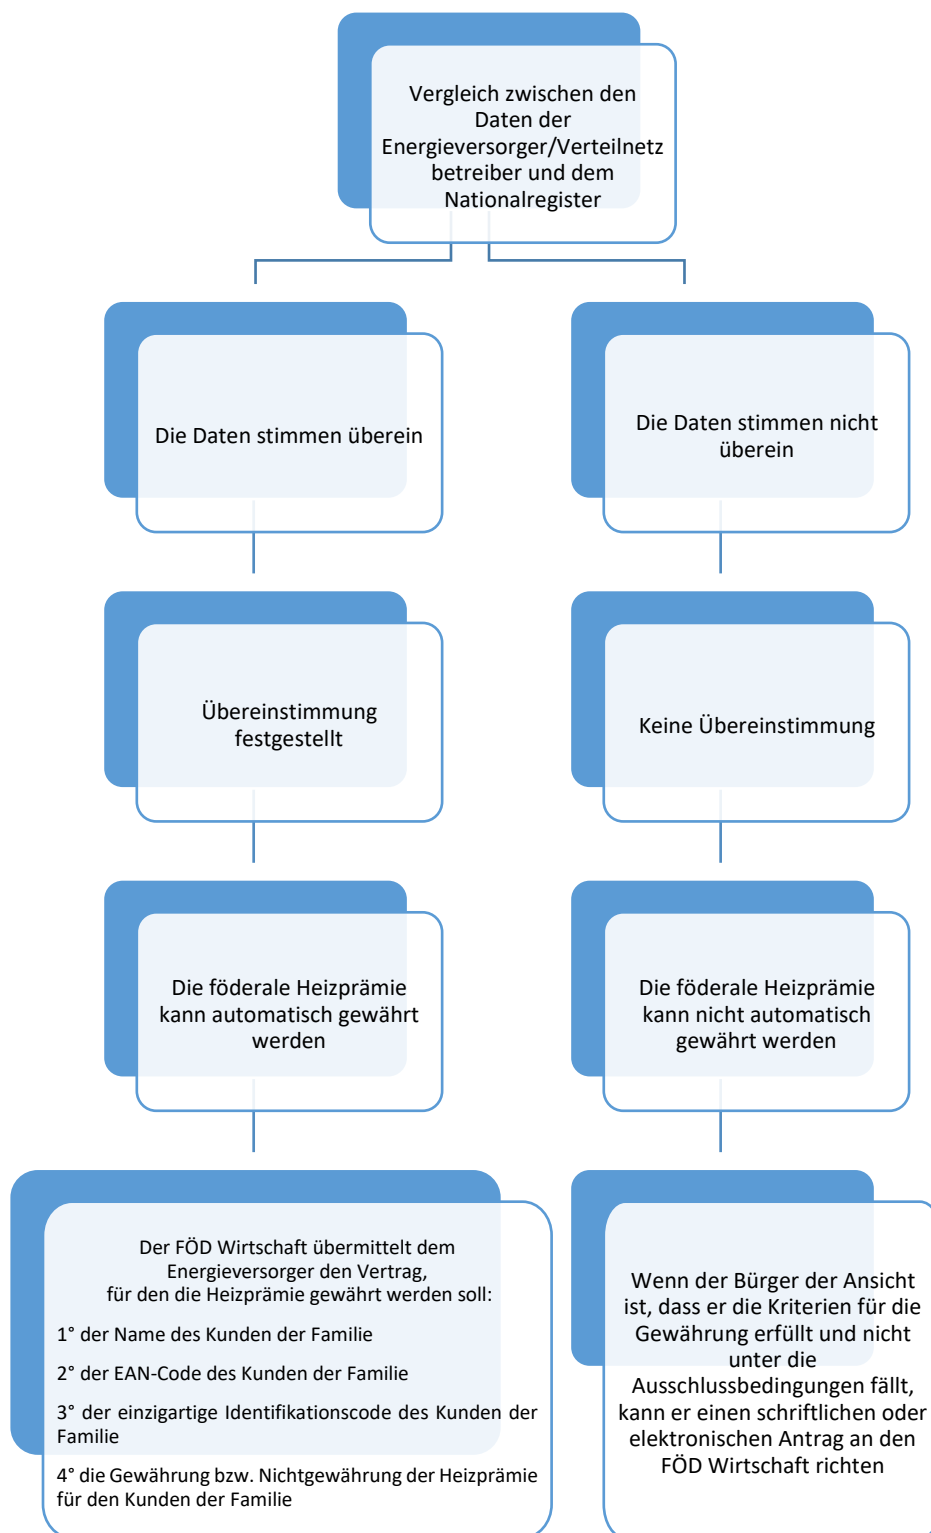 Vergleich zwischen den
Daten der
Energieversorger/Verteilnetz
betreiber und dem
Nationalregister
Die Daten stimmen überein
Die Daten stimmen nicht
überein
Übereinstimmung
festgestellt
Keine Übereinstimmung
Die föderale Heizprämie
kann automatisch gewährt
werden
Die föderale Heizprämie
kann nicht automatisch
gewährt werden
Der FÖD Wirtschaft übermittelt dem
Energieversorger den Vertrag,
für den die Heizprämie gewährt werden soll:
1° der Name des Kunden der Familie
2° der EAN-Code des Kunden der Familie
3° der einzigartige Identifikationscode des Kunden der
Familie
4° die Gewährung bzw. Nichtgewährung der Heizprämie
für den Kunden der Familie
Wenn der Bürger der Ansicht
ist, dass er die Kriterien für die
Gewährung erfüllt und nicht
unter die
Ausschlussbedingungen fällt,
kann er einen schriftlichen oder
elektronischen Antrag an den
FÖD Wirtschaft richten